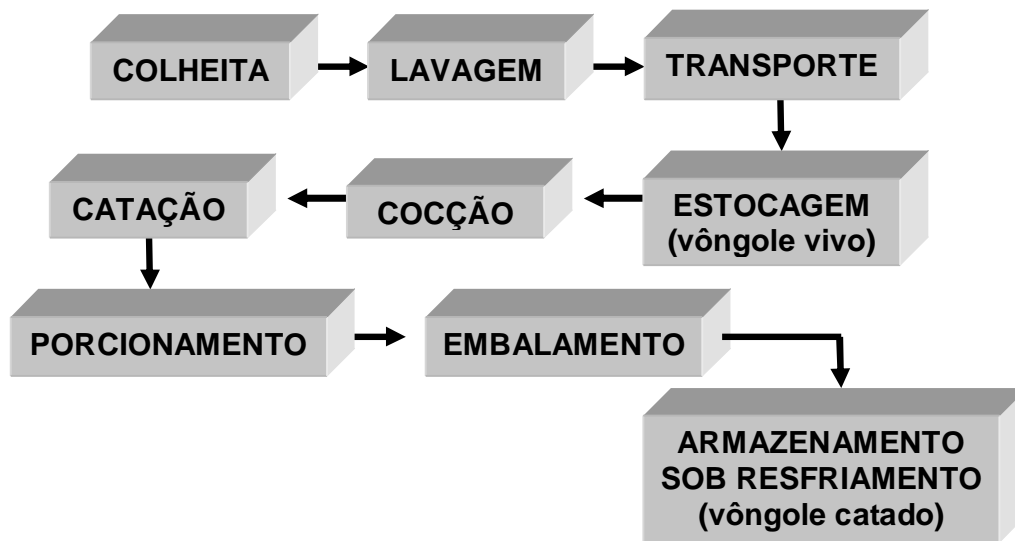 COLHEITA
LAVAGEM
TRANSPORTE
ESTOCAGEM
(vôngole vivo)
COCÇÃO
CATAÇÃO
PORCIONAMENTO
EMBALAMENTO
ARMAZENAMENTO
SOB RESFRIAMENTO
(vôngole catado)